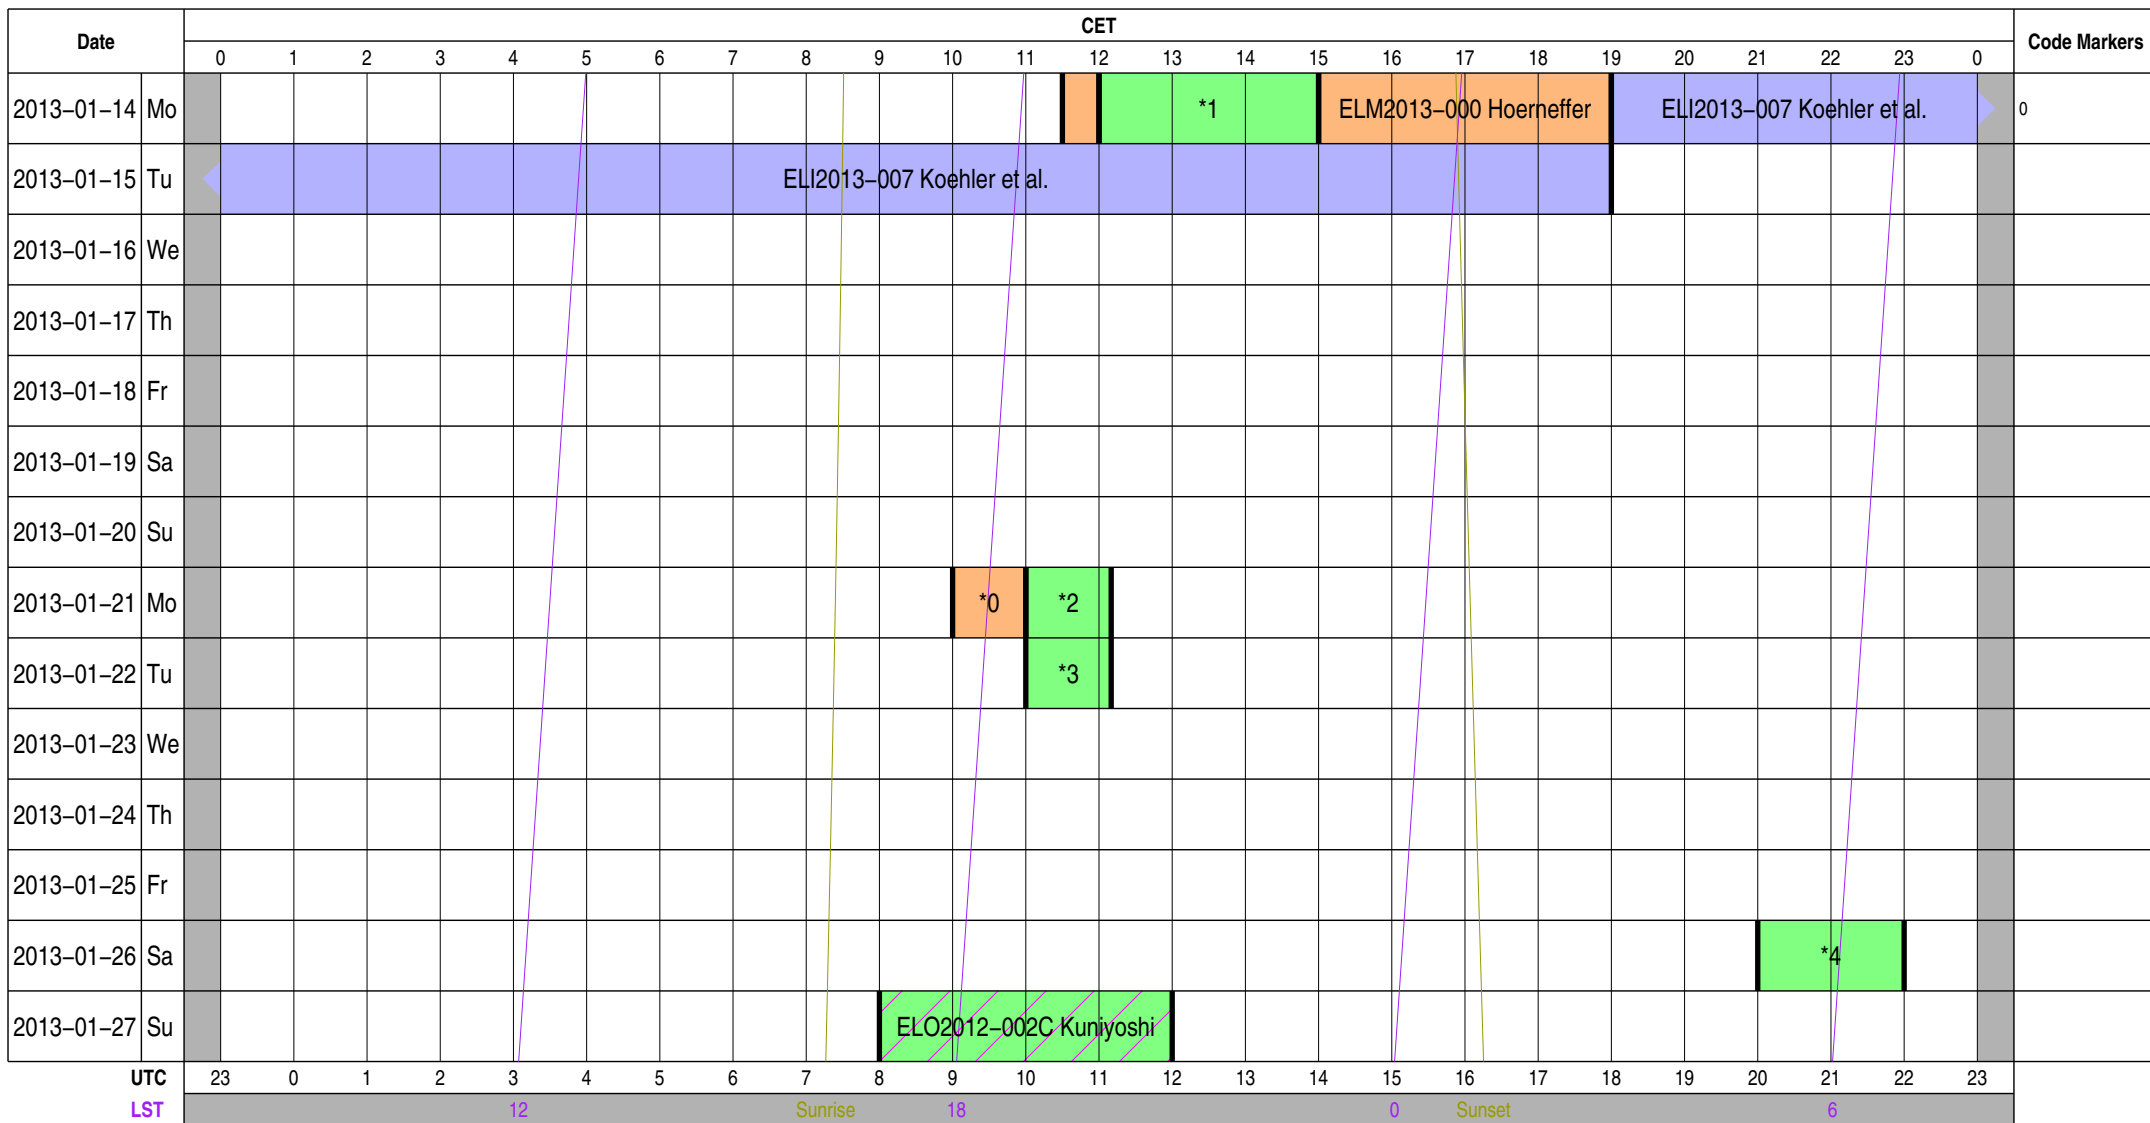 Date CET Code Markers
0 1 2 3 4 5 6 7 8 9 10 11 12 13 14 15 16 17 18 19 20 21 22 23 0
2013−01−14 Mo *1 ELM2013−000 Hoerneffer ELI2013−007 Koehler et al. 0
2013−01−15 Tu ELI2013−007 Koehler et al.
2013−01−16 We
2013−01−17 Th
2013−01−18 Fr
2013−01−19 Sa
2013−01−20 Su
2013−01−21 Mo *0 *2
2013−01−22 Tu *3
2013−01−23 We
2013−01−24 Th
2013−01−25 Fr
2013−01−26 Sa *4
2013−01−27 Su ELO2012−002C Kuniyoshi
UTC 23 0 1 2 3 4 5 6 7 8 9 10 11 12 13 14 15 16 17 18 19 20 21 22 23
LST 12 Sunrise 18 0 Sunset 6